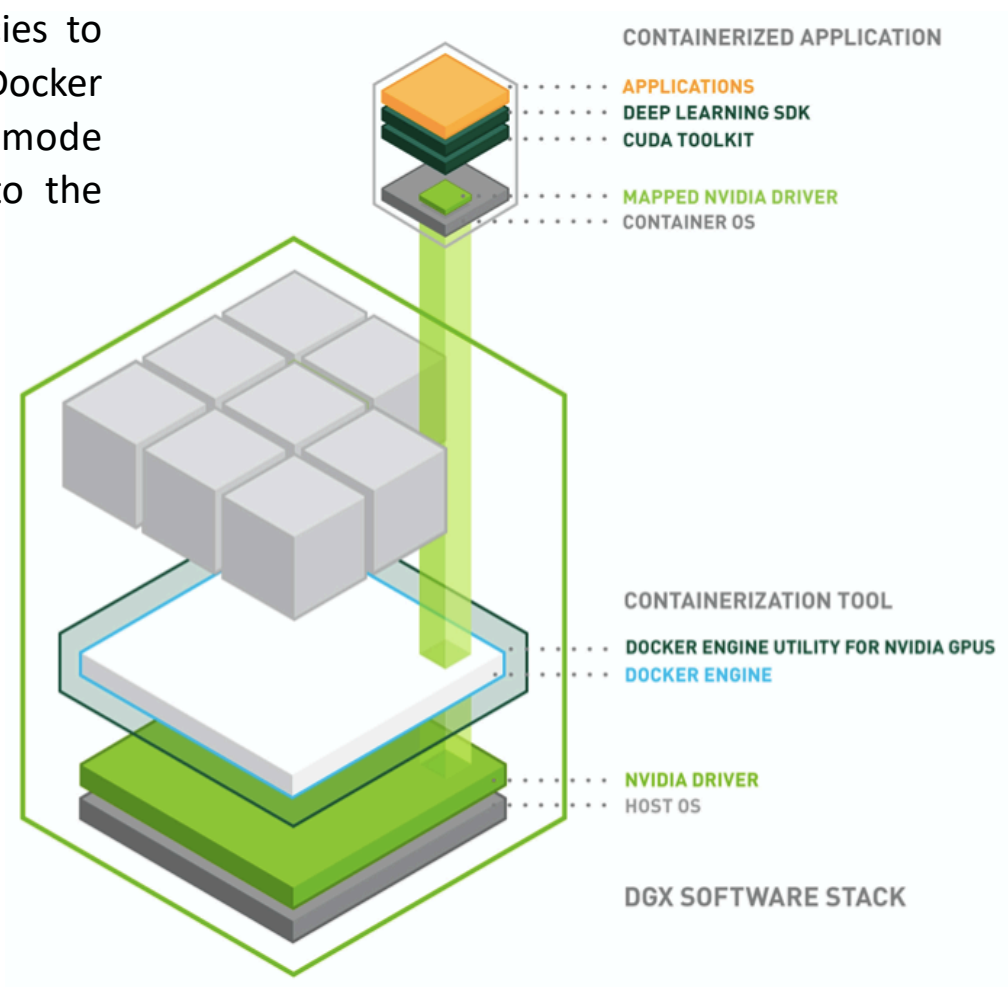 ies to
Docker
mode
to the
CONTAINERIZED APPLICATION
APPLICATIONS
DEEP LEARNING SDK
CUDA TOOLKIT
MAPPED NVIDIA DRIVER
CONTAINER OS
CONTAINERIZATION TOOL
DOCKER ENGINE UTILITY FOR NVIDIA GPUS
DOCKER ENGINE
NVIDIA DRIVER
HOST OS
DGX SOFTWARE STACK